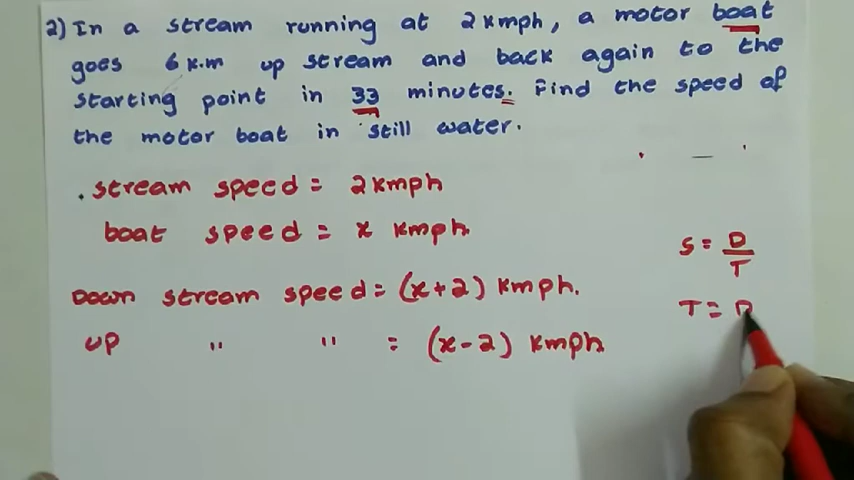 2) In a stream running at 2 kmph, a motor boat
goes 6 k.m up stream and back again to the
starting point in 33 minutes. Find the speed of
the motor boat in still water.
stream speed = 2 kmph
boat speed = x kmph.
Down stream speed = (x+2) kmph.
up " " = (x-2) kmph.
S = D/T
T = D